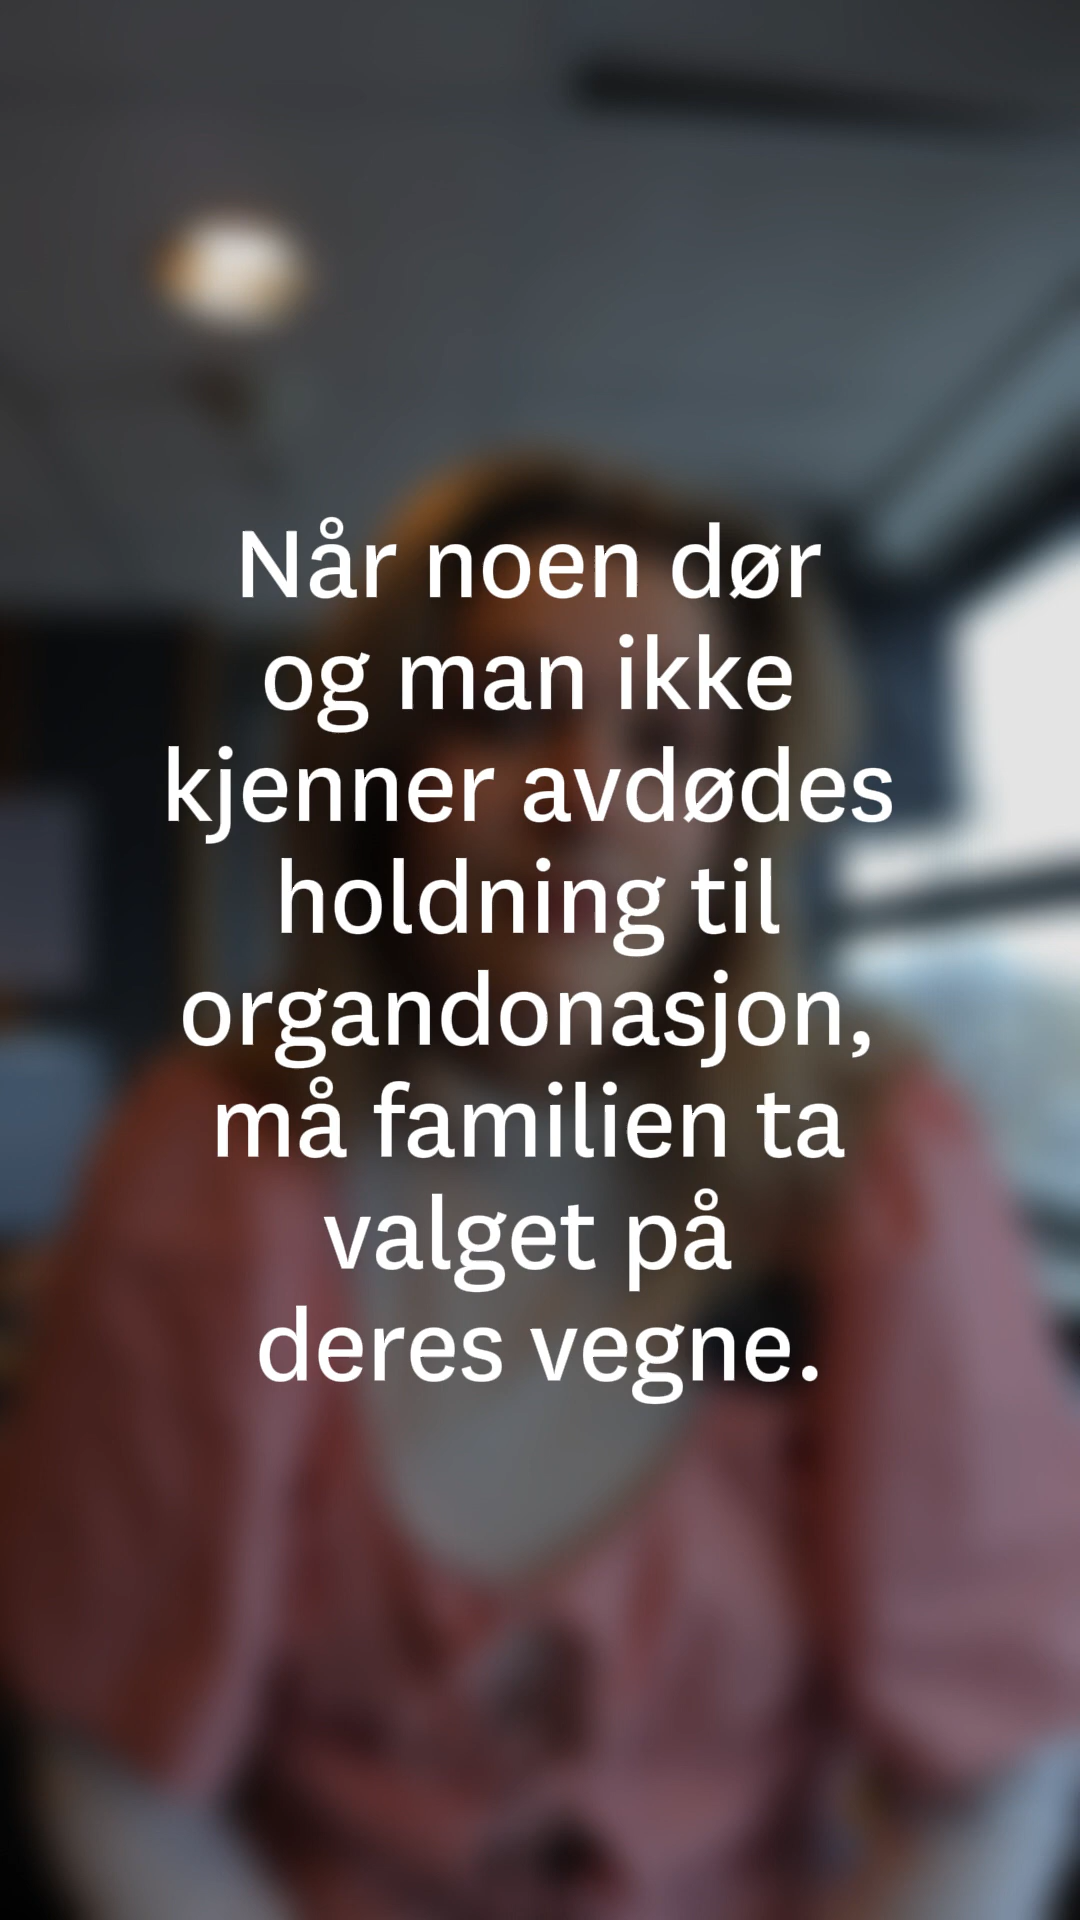 Når noen dør
og man ikke
kjenner avdødes
holdning til
organdonasjon,
må familien ta
valget på
deres vegne.